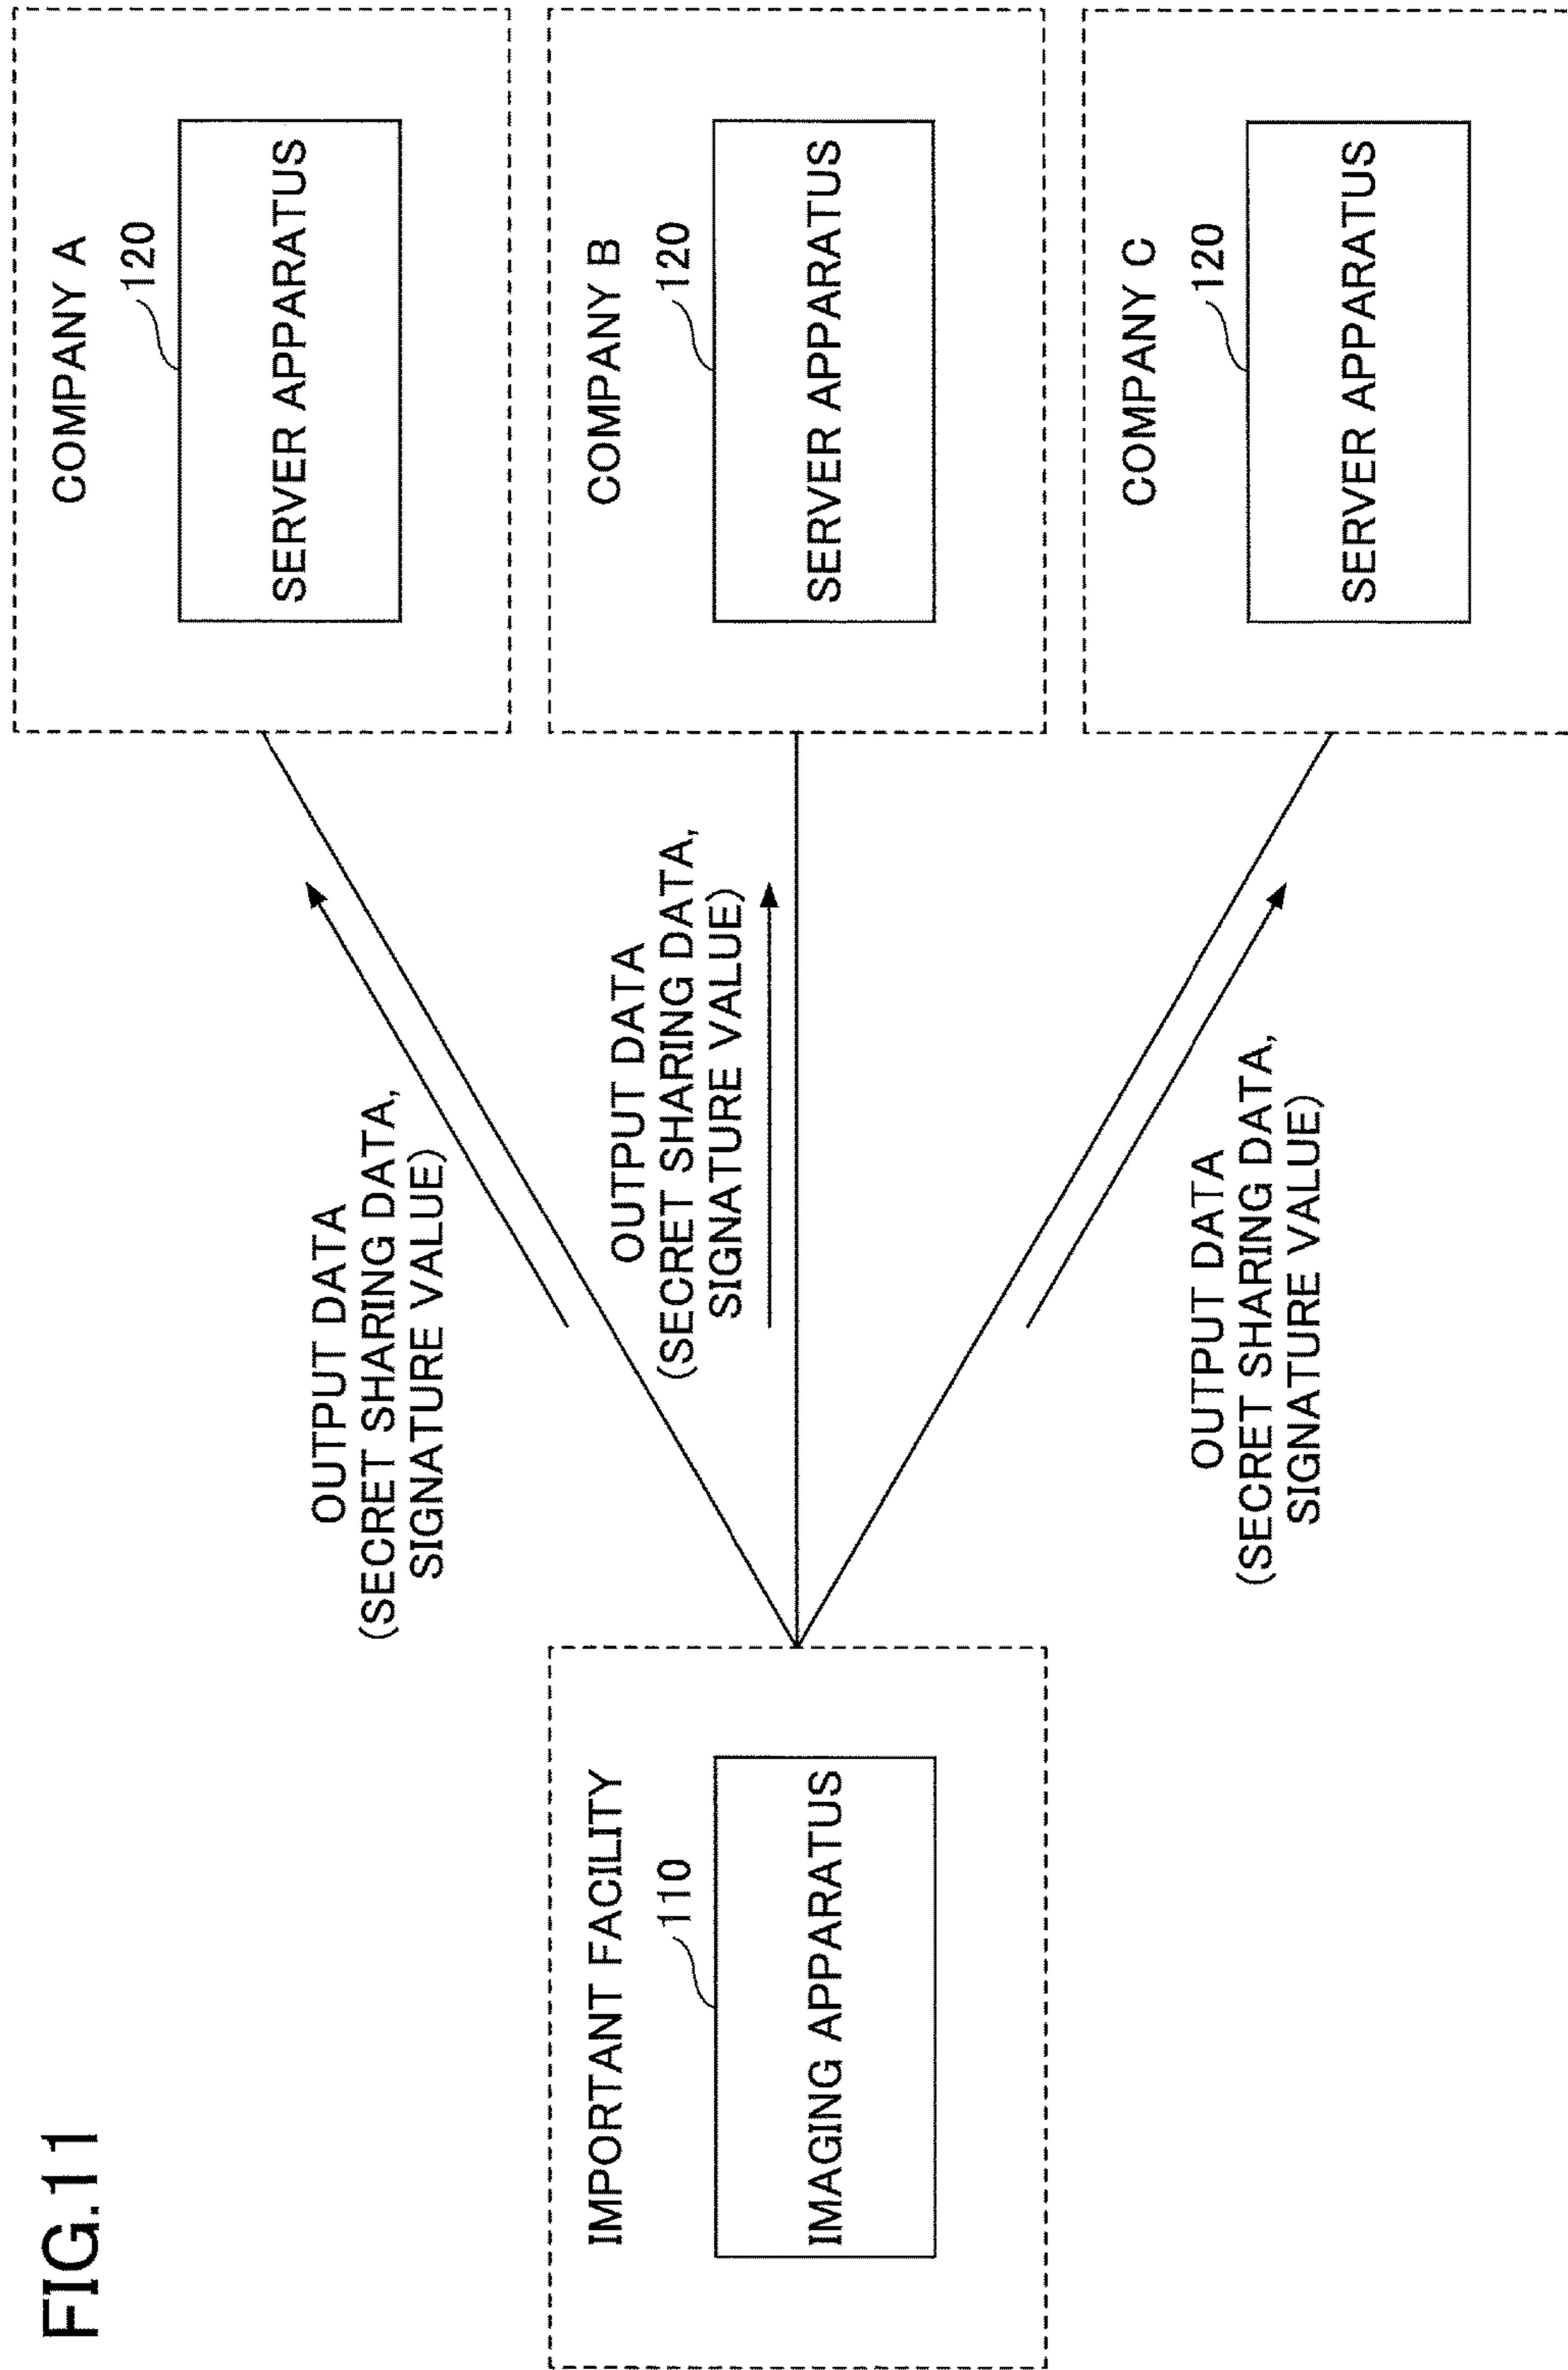 FIG.11
IMPORTANT FACILITY
110
IMAGING APPARATUS
OUTPUT DATA
(SECRET SHARING DATA,
SIGNATURE VALUE)
OUTPUT DATA
(SECRET SHARING DATA,
SIGNATURE VALUE)
OUTPUT DATA
(SECRET SHARING DATA,
SIGNATURE VALUE)
COMPANY A
120
SERVER APPARATUS
COMPANY B
120
SERVER APPARATUS
COMPANY C
120
SERVER APPARATUS